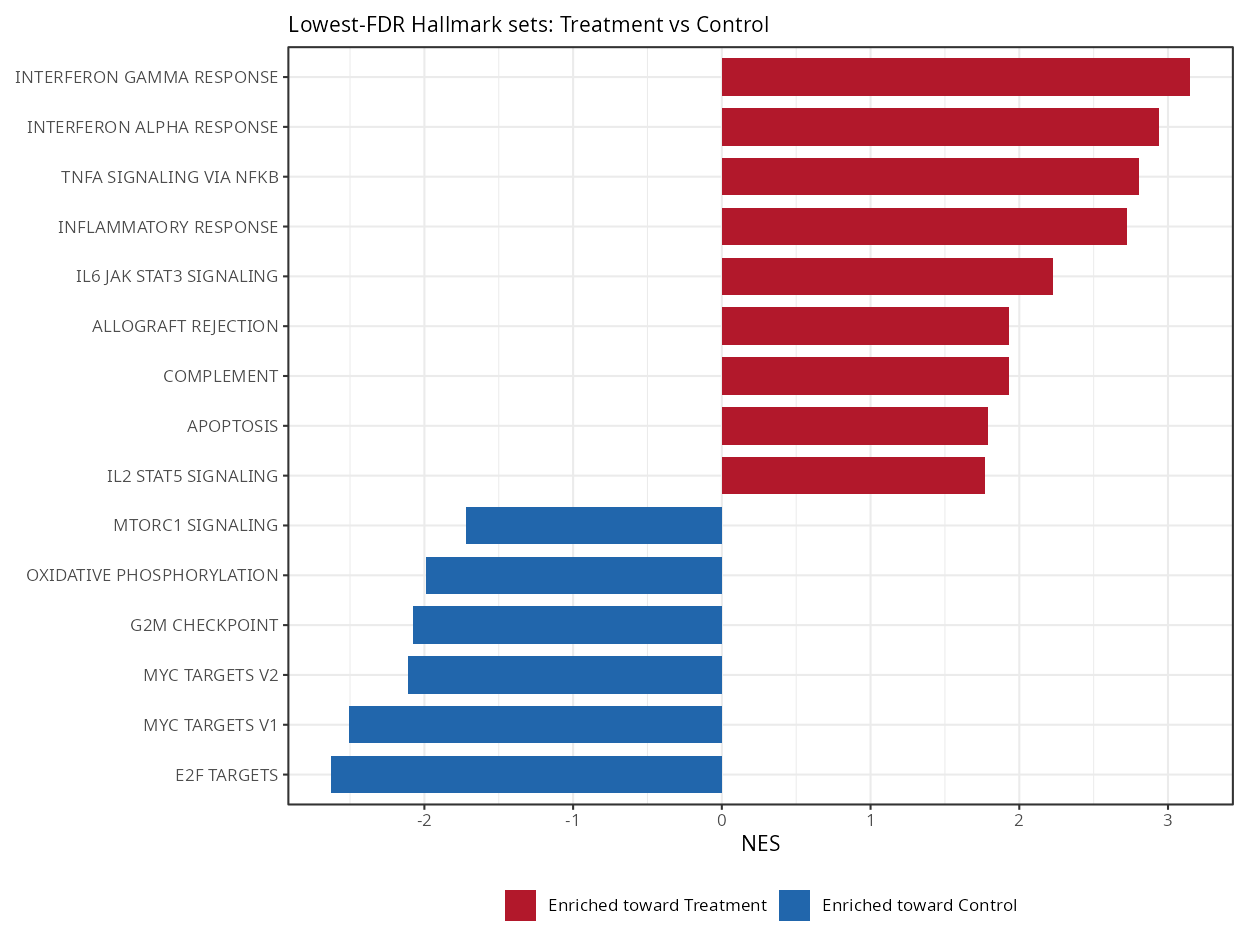 Lowest-FDR Hallmark sets: Treatment vs Control
INTERFERON GAMMA RESPONSE
INTERFERON ALPHA RESPONSE
TNFA SIGNALING VIA NFKB
INFLAMMATORY RESPONSE
IL6 JAK STAT3 SIGNALING
ALLOGRAFT REJECTION
COMPLEMENT
APOPTOSIS
IL2 STAT5 SIGNALING
MTORC1 SIGNALING
OXIDATIVE PHOSPHORYLATION
G2M CHECKPOINT
MYC TARGETS V2
MYC TARGETS V1
E2F TARGETS
-2 -1 0 1 2 3
NES
Enriched toward Treatment Enriched toward Control